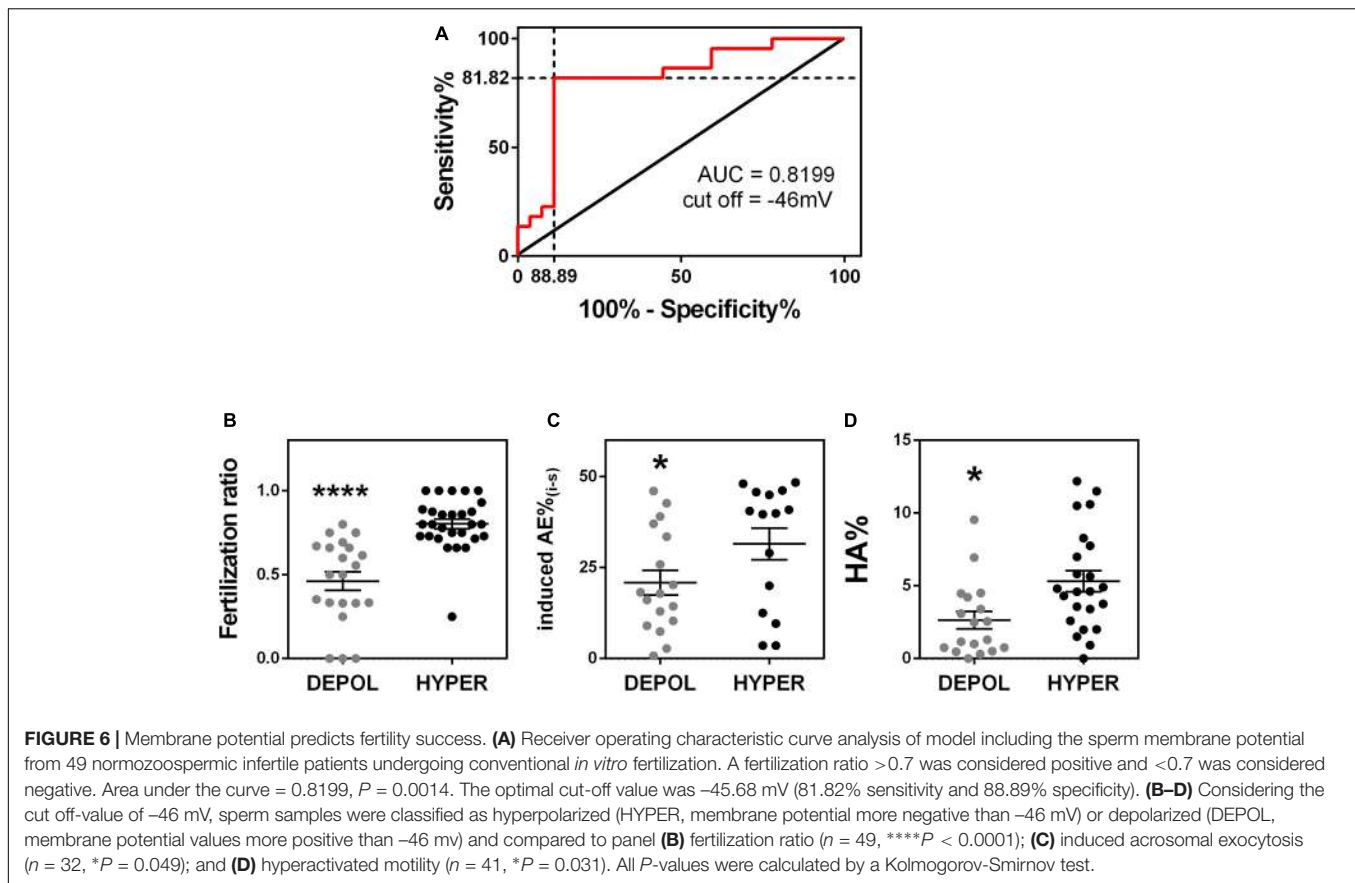 A
100
81.82
50
0
Sensitivity%
AUC = 0.8199
cut off = -46mV
0 88.89 50 100
100% - Specificity%
B
Fertilization ratio
1.0
0.5
0.0
****
DEPOL HYPER
C
induced AE%(i-s)
50
25
0
*
DEPOL HYPER
D
HA%
15
10
5
0
*
DEPOL HYPER
FIGURE 6 | Membrane potential predicts fertility success. (A) Receiver operating characteristic curve analysis of model including the sperm membrane potential
from 49 normozoospermic infertile patients undergoing conventional in vitro fertilization. A fertilization ratio >0.7 was considered positive and <0.7 was considered
negative. Area under the curve = 0.8199, P = 0.0014. The optimal cut-off value was –45.68 mV (81.82% sensitivity and 88.89% specificity). (B–D) Considering the
cut off-value of –46 mV, sperm samples were classified as hyperpolarized (HYPER, membrane potential more negative than –46 mV) or depolarized (DEPOL,
membrane potential values more positive than –46 mv) and compared to panel (B) fertilization ratio (n = 49, ****P < 0.0001); (C) induced acrosomal exocytosis
(n = 32, *P = 0.049); and (D) hyperactivated motility (n = 41, *P = 0.031). All P-values were calculated by a Kolmogorov-Smirnov test.